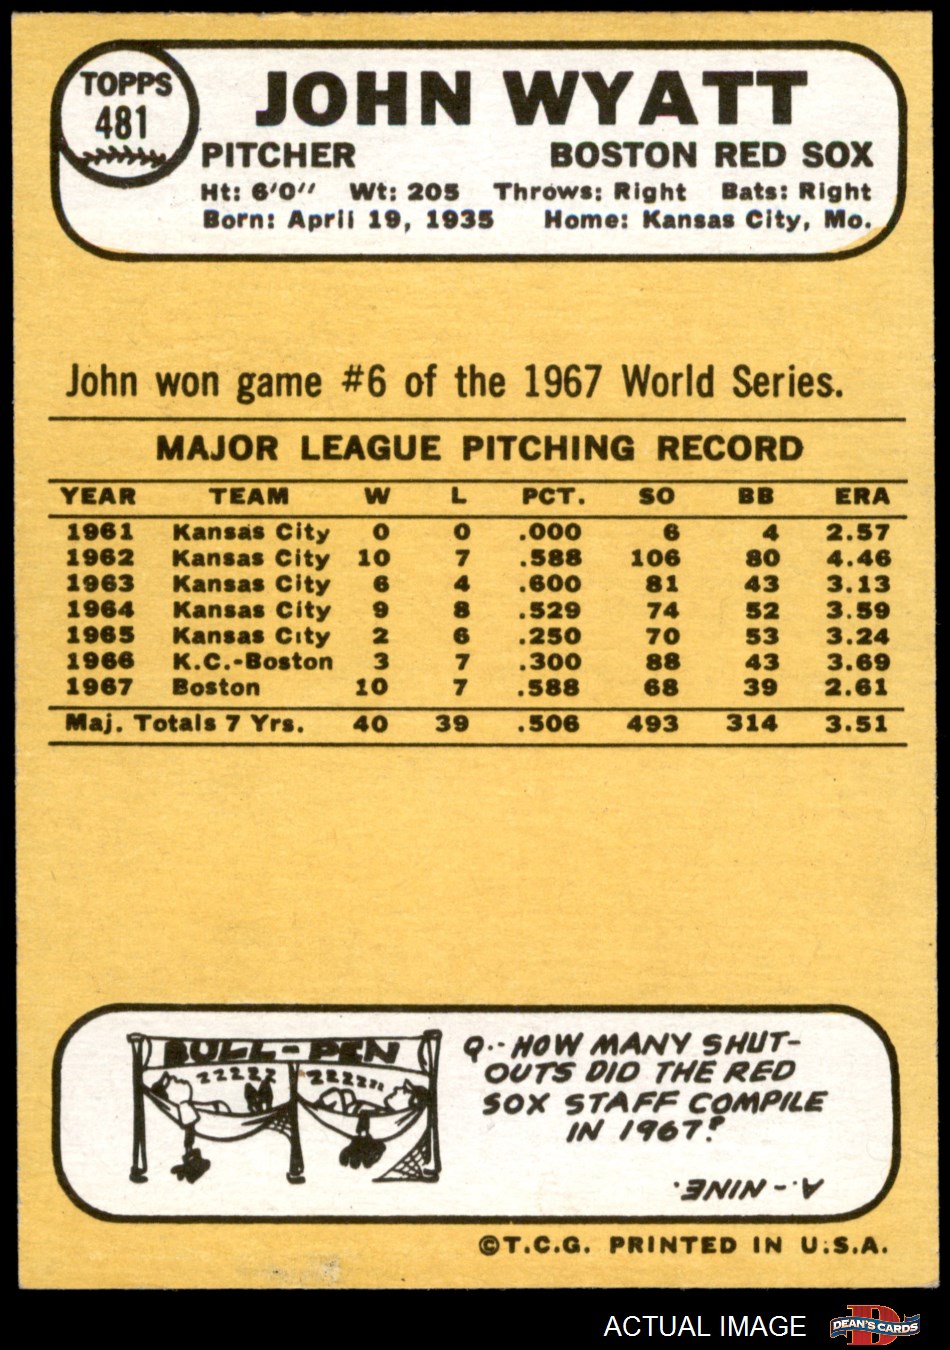 TOPPS
481
JOHN WYATT
PITCHER BOSTON RED SOX
Ht: 6'0" Wt: 205 Throws: Right Bats: Right
Born: April 19, 1935 Home: Kansas City, Mo.
John won game #6 of the 1967 World Series.
MAJOR LEAGUE PITCHING RECORD
YEAR TEAM W L PCT. SO BB ERA
1961 Kansas City 0 0 .000 6 4 2.57
1962 Kansas City 10 7 .588 106 80 4.46
1963 Kansas City 6 4 .600 81 43 3.13
1964 Kansas City 9 8 .529 74 52 3.59
1965 Kansas City 2 6 .250 70 53 3.24
1966 K.C.-Boston 3 7 .300 88 43 3.69
1967 Boston 10 7 .588 68 39 2.61
Maj. Totals 7 Yrs. 40 39 .506 493 314 3.51
BULL-PEN
ZZZZZ ZZZZZzz
Q.-HOW MANY SHUT-
OUTS DID THE RED
SOX STAFF COMPILE
IN 1967?
A.-NINE.
©T.C.G. PRINTED IN U.S.A.
ACTUAL IMAGE
D
DEAN'S CARDS